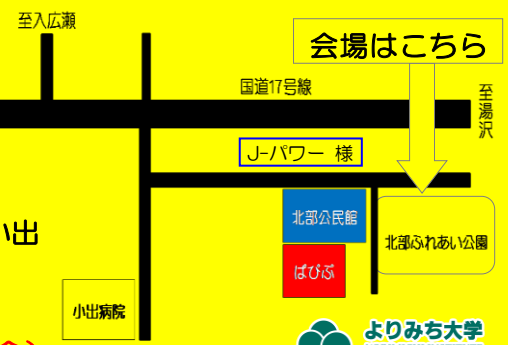 至入広瀬
会場はこちら
国道17号線
至湯沢
J-パワー 様
北部公民館
北部ふれあい公園
小出
ぱぴぷ
小出病院
よりみち大学